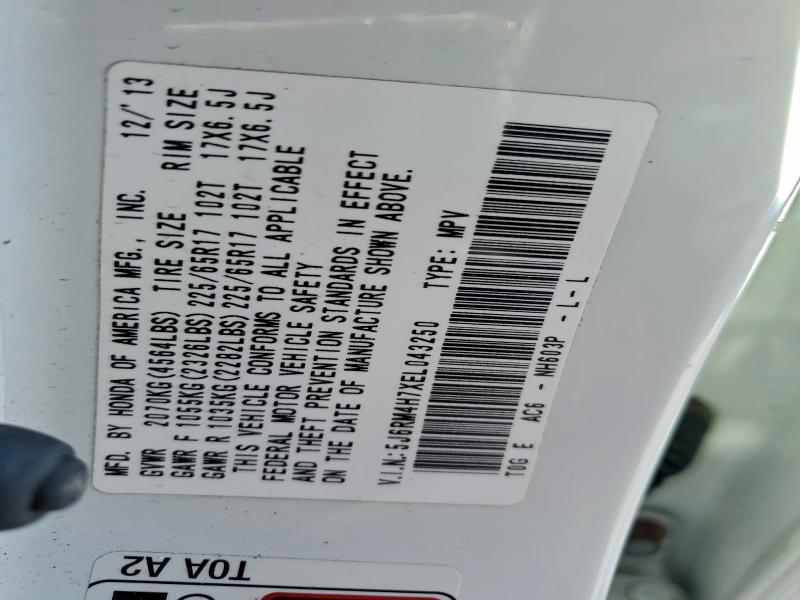 MFD. BY HONDA OF AMERICA MFG., INC. 12/'13
GVWR 2070KG(4564LBS) TIRE SIZE RIM SIZE
GAWR F 1055KG(2326LBS) 225/65R17 102T 17X6.5J
GAWR R 1035KG(2282LBS) 225/65R17 102T 17X6.5J
THIS VEHICLE CONFORMS TO ALL APPLICABLE
FEDERAL MOTOR VEHICLE SAFETY
AND THEFT PREVENTION STANDARDS IN EFFECT
ON THE DATE OF MANUFACTURE SHOWN ABOVE.
V.I.N.:5J6RM4H7XEL043250 TYPE: MPV
T0G E AC6 - NH603P - L- L
T0A A2